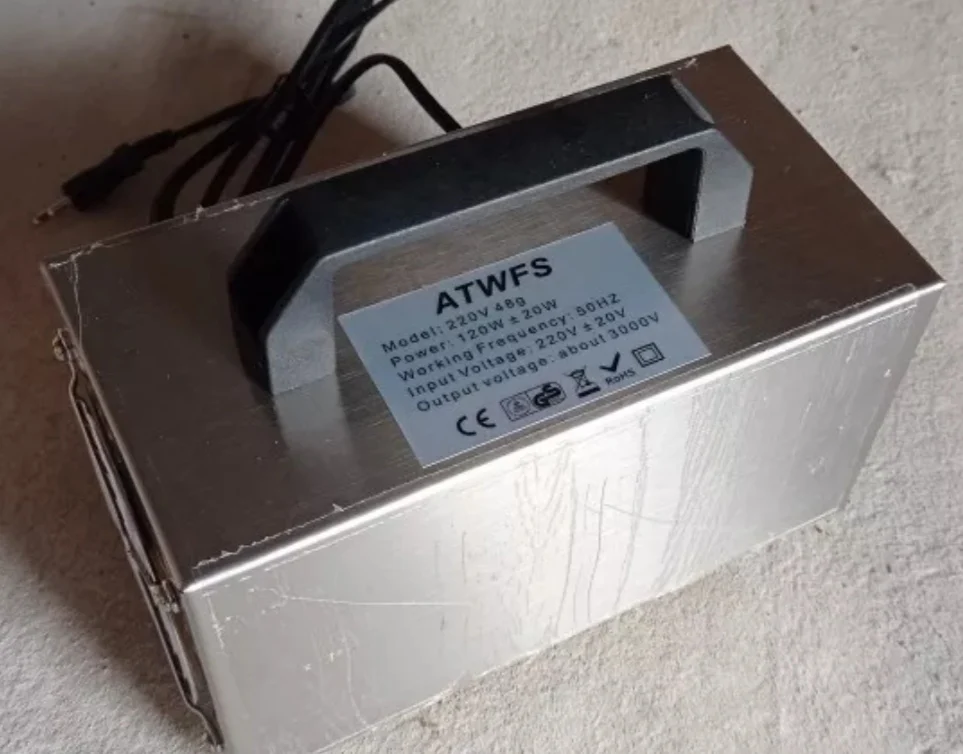 ATWFS
Model: 220V 48g
Power: 120W ± 20W
Working Frequency: 50HZ
Input Voltage: 220V ± 20V
Output voltage: about 3000V
CE GS RoHS